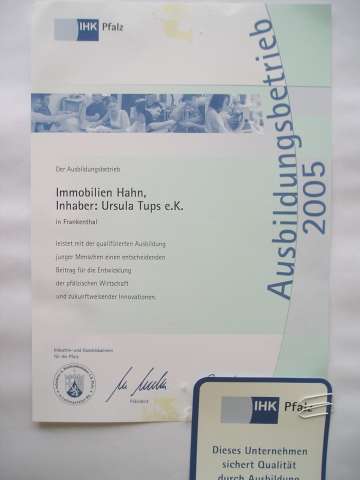 IHK Pfalz
Ausbildungsbetrieb
2005
Der Ausbildungsbetrieb
Immobilien Hahn,
Inhaber: Ursula Tups e.K.
in Frankenthal
leistet mit der qualifizierten Ausbildung
junger Menschen einen entscheidenden
Beitrag für die Entwicklung
der pfälzischen Wirtschaft
und zukunftweisender Innovationen.
Industrie- und Handelskammer
für die Pfalz
Präsident
IHK Pfalz
Dieses Unternehmen
sichert Qualität
durch Ausbildung